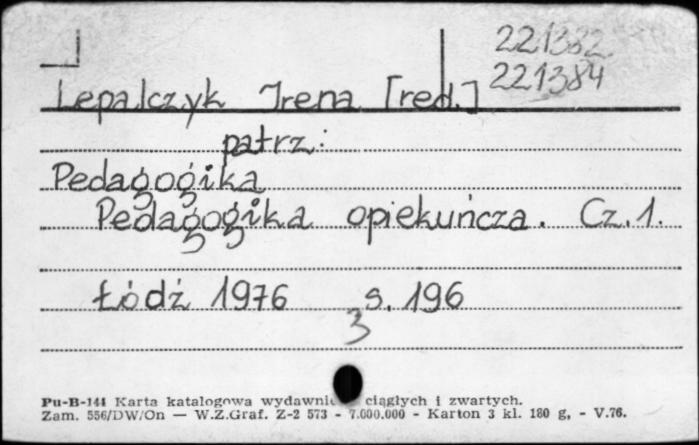 221382
221384
Lepalczyk Irena [red.]
patrz:
Pedagogika
Pedagogika opiekuńcza. Cz.1.
Łódź 1976 s. 196
3
Pu-B-144 Karta katalogowa wydawnic ciągłych i zwartych.
Zam. 556/DW/On — W.Z.Graf. Z-2 573 - 7.000.000 - Karton 3 kl. 180 g, - V.76.